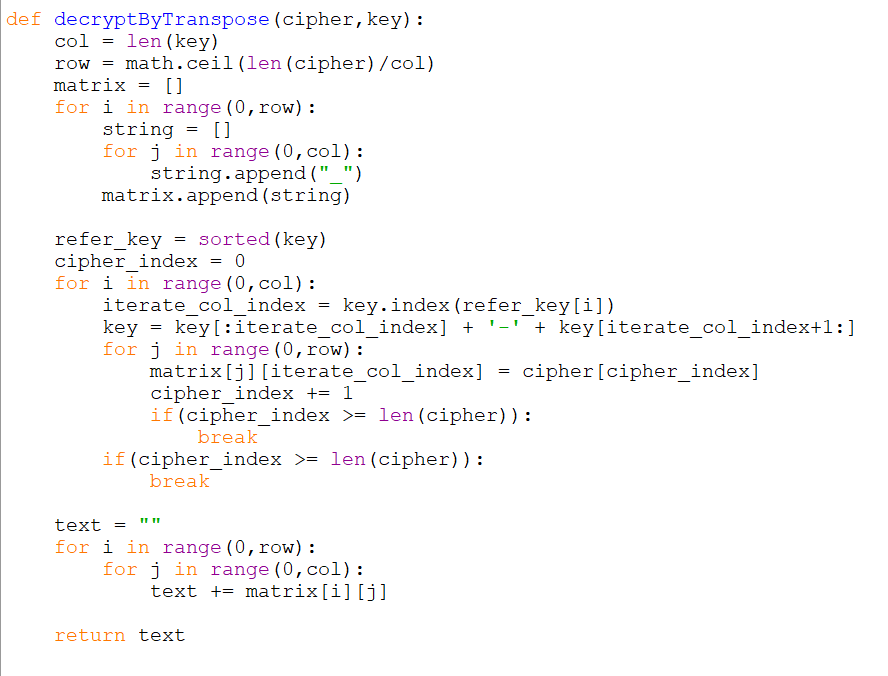 def decryptByTranspose(cipher,key):
    col = len(key)
    row = math.ceil(len(cipher)/col)
    matrix = []
    for i in range(0,row):
        string = []
        for j in range(0,col):
            string.append("_")
        matrix.append(string)

    refer_key = sorted(key)
    cipher_index = 0
    for i in range(0,col):
        iterate_col_index = key.index(refer_key[i])
        key = key[:iterate_col_index] + '-' + key[iterate_col_index+1:]
        for j in range(0,row):
            matrix[j][iterate_col_index] = cipher[cipher_index]
            cipher_index += 1
            if(cipher_index >= len(cipher)):
                break
        if(cipher_index >= len(cipher)):
            break

    text = ""
    for i in range(0,row):
        for j in range(0,col):
            text += matrix[i][j]

    return text